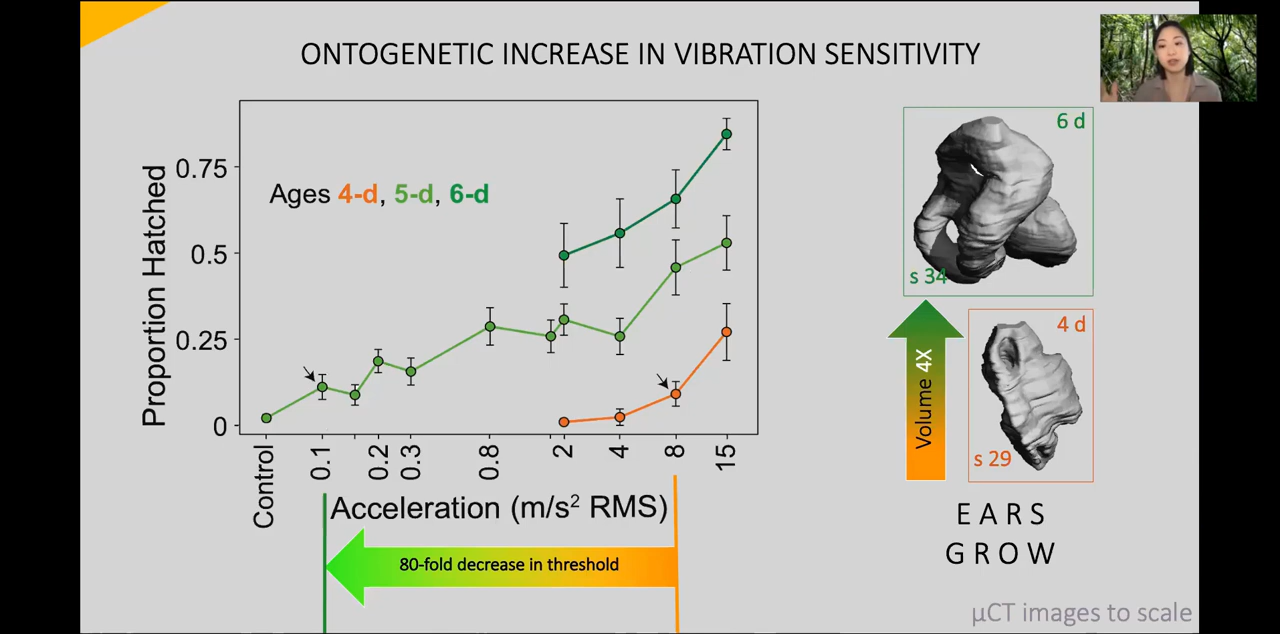 ONTOGENETIC INCREASE IN VIBRATION SENSITIVITY
Proportion Hatched
0.75
0.5
0.25
0
Ages 4-d, 5-d, 6-d
Control
0.1
0.2
0.3
0.8
2
4
8
15
Acceleration (m/s² RMS)
80-fold decrease in threshold
6 d
s 34
Volume 4X
4 d
s 29
EARS
GROW
µCT images to scale